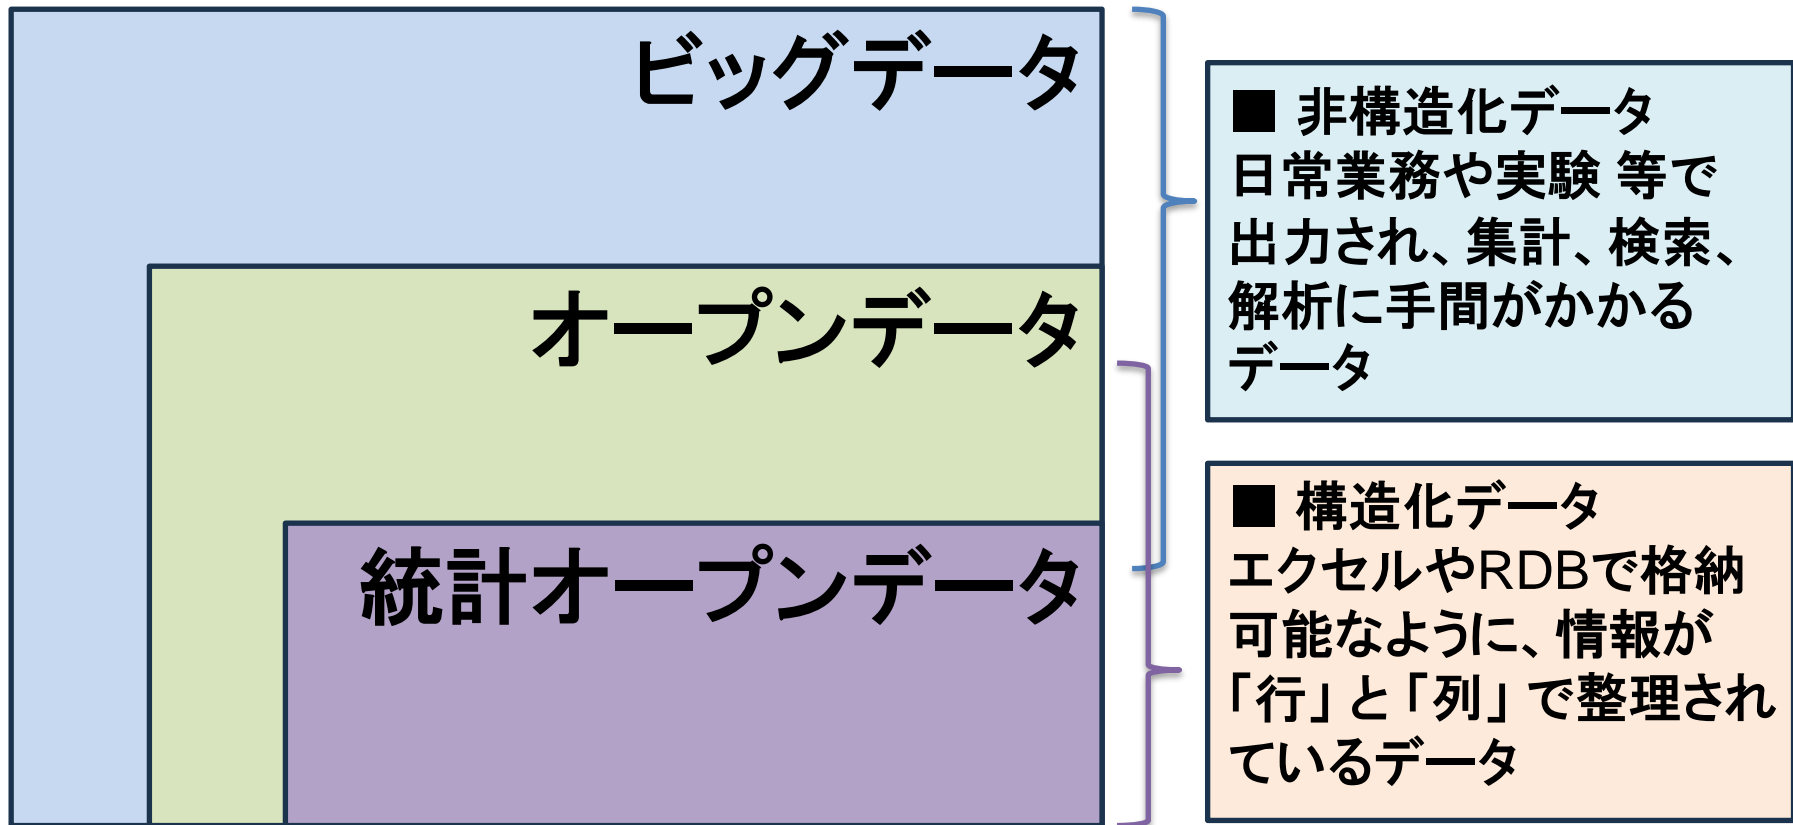 ビッグデータ
オープンデータ
統計オープンデータ
■ 非構造化データ
日常業務や実験 等で
出力され、集計、検索、
解析に手間がかかる
データ
■ 構造化データ
エクセルやRDBで格納
可能なように、情報が
「行」と「列」で整理され
ているデータ